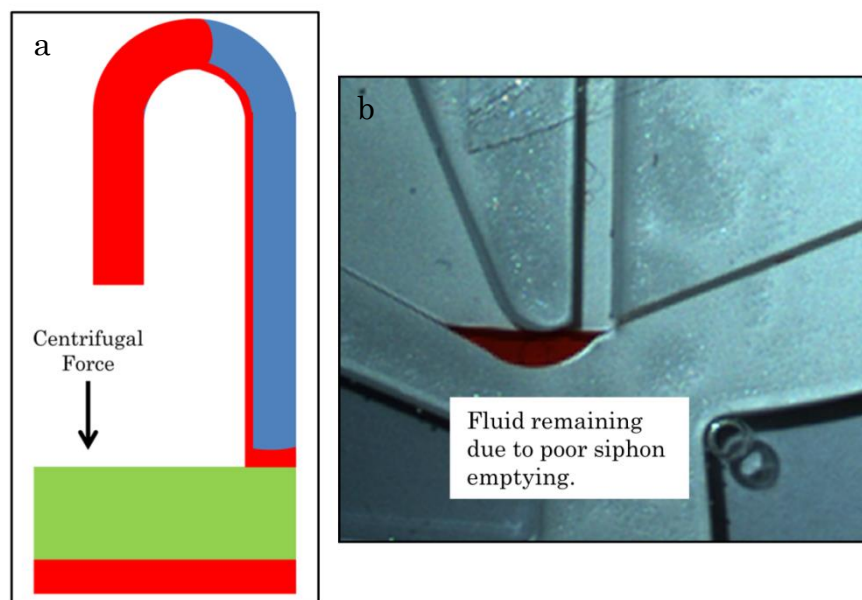 a
Centrifugal
Force
b
Fluid remaining
due to poor siphon
emptying.